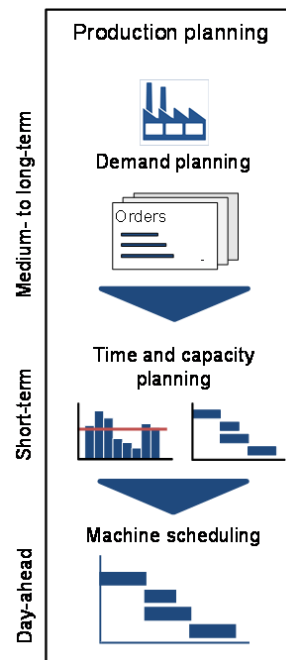 Production planning
Medium- to long-term
Demand planning
Orders
Short-term
Time and capacity
planning
Day-ahead
Machine scheduling